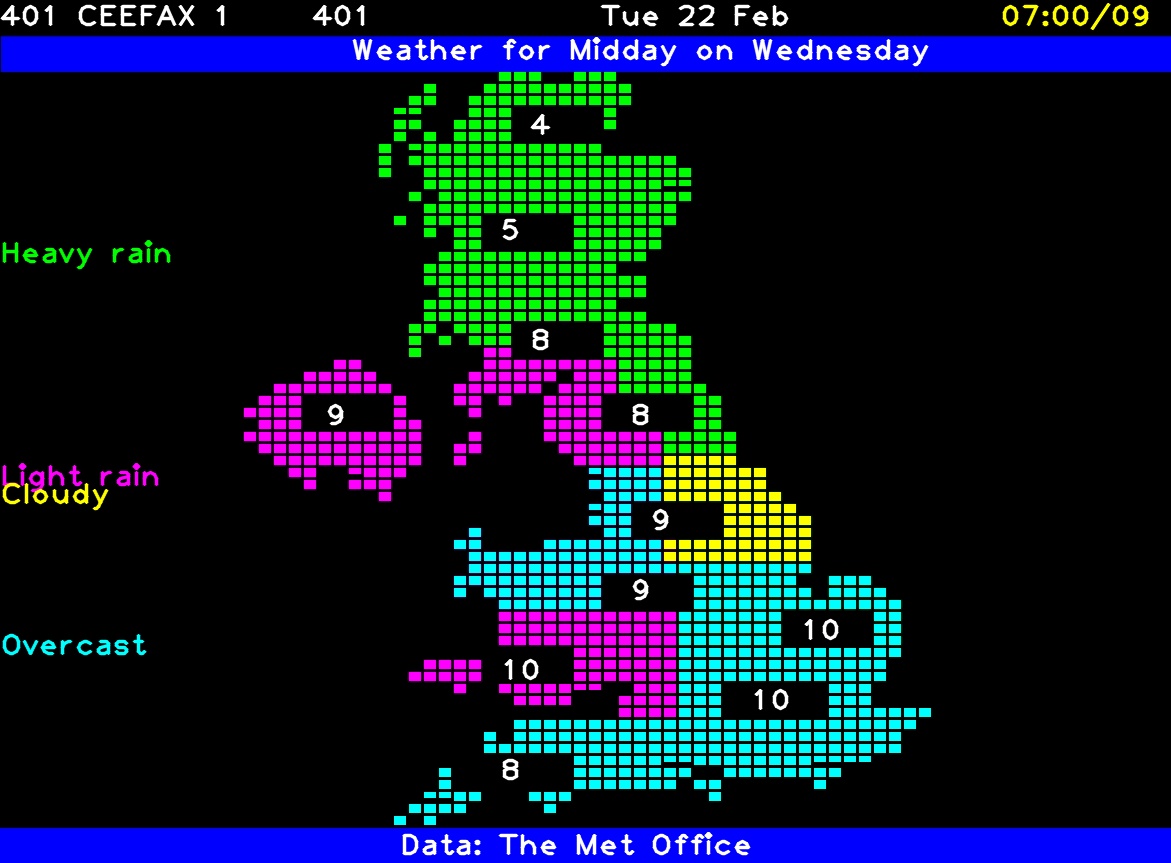 401 CEEFAX 1 401 Tue 22 Feb 07:00/09
Weather for Midday on Wednesday
4
5
Heavy rain
8
9 8
Light rain
Cloudy
9
9
10
Overcast
10
10
8
Data: The Met Office